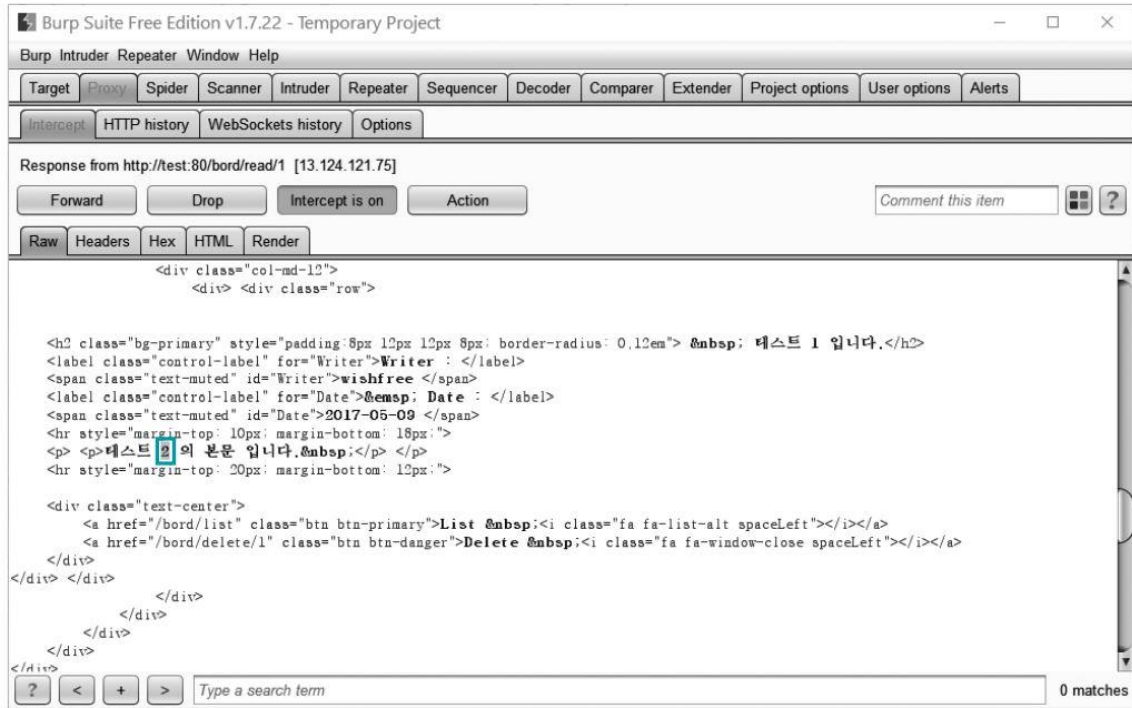 Burp Suite Free Edition v1.7.22 - Temporary Project
Burp Intruder Repeater Window Help
Target Proxy Spider Scanner Intruder Repeater Sequencer Decoder Comparer Extender Project options User options Alerts
Intercept HTTP history WebSockets history Options
Response from http://test:80/bord/read/1 [13.124.121.75]
Forward Drop Intercept is on Action Comment this item ?
Raw Headers Hex HTML Render
<div class="col-md-12">
<div> <div class="row">
<h2 class="bg-primary" style="padding:8px 12px 12px 8px; border-radius: 0.12em"> &nbsp; 테스트 1 입니다.</h2>
<label class="control-label" for="Writer">Writer : </label>
<span class="text-muted" id="Writer">wishfree </span>
<label class="control-label" for="Date">&emsp; Date : </label>
<span class="text-muted" id="Date">2017-05-09 </span>
<hr style="margin-top: 10px; margin-bottom: 18px;">
<p> <p>테스트 2 의 본문 입니다.&nbsp;</p> </p>
<hr style="margin-top: 20px; margin-bottom: 12px;">
<div class="text-center">
<a href="/bord/list" class="btn btn-primary">List &nbsp;<i class="fa fa-list-alt spaceLeft"></i></a>
<a href="/bord/delete/1" class="btn btn-danger">Delete &nbsp;<i class="fa fa-window-close spaceLeft"></i></a>
</div>
</div> </div>
</div>
</div>
</div>
</div>
</div>
? < + > Type a search term 0 matches